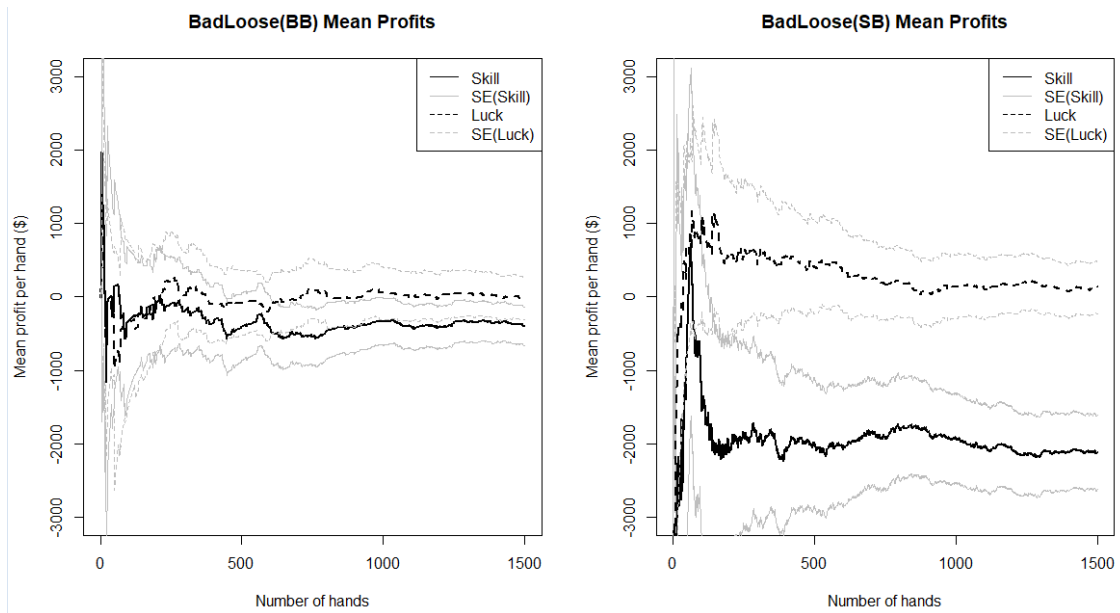 BadLoose(BB) Mean Profits
Mean profit per hand ($)
3000
2000
1000
0
-1000
-2000
-3000
Skill
SE(Skill)
Luck
SE(Luck)
0
500
1000
1500
Number of hands
BadLoose(SB) Mean Profits
Mean profit per hand ($)
3000
2000
1000
0
-1000
-2000
-3000
Skill
SE(Skill)
Luck
SE(Luck)
0
500
1000
1500
Number of hands